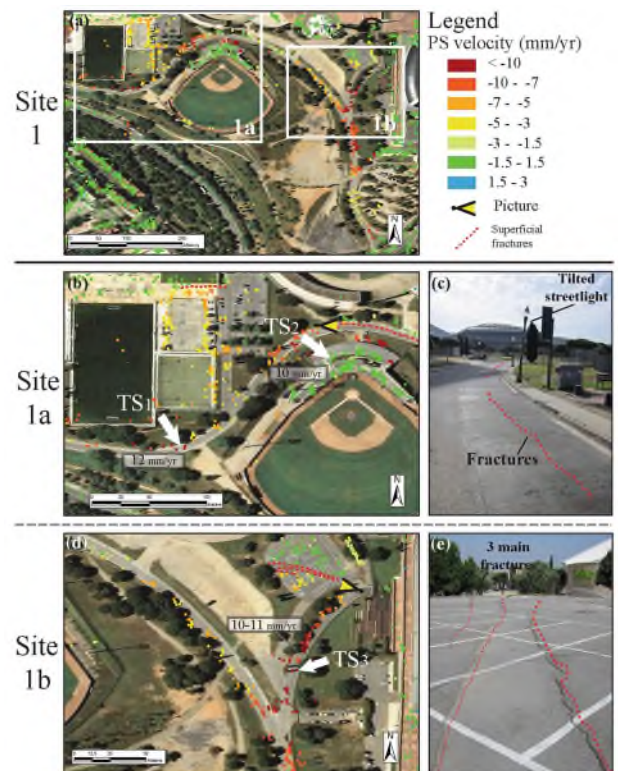 (a)
Legend
PS velocity (mm/yr)
< -10
-10 - -7
-7 - -5
-5 - -3
-3 - -1.5
-1.5 - 1.5
1.5 - 3
Picture
Superficial
fractures
Site
1
1a
1b
N
(b)
TS2
10 mm/yr
TS1
12 mm/yr
N
(c)
Tilted
streetlight
Fractures
Site
1a
(d)
10-11 mm/yr
TS3
N
(e)
3 main
fracture
Site
1b